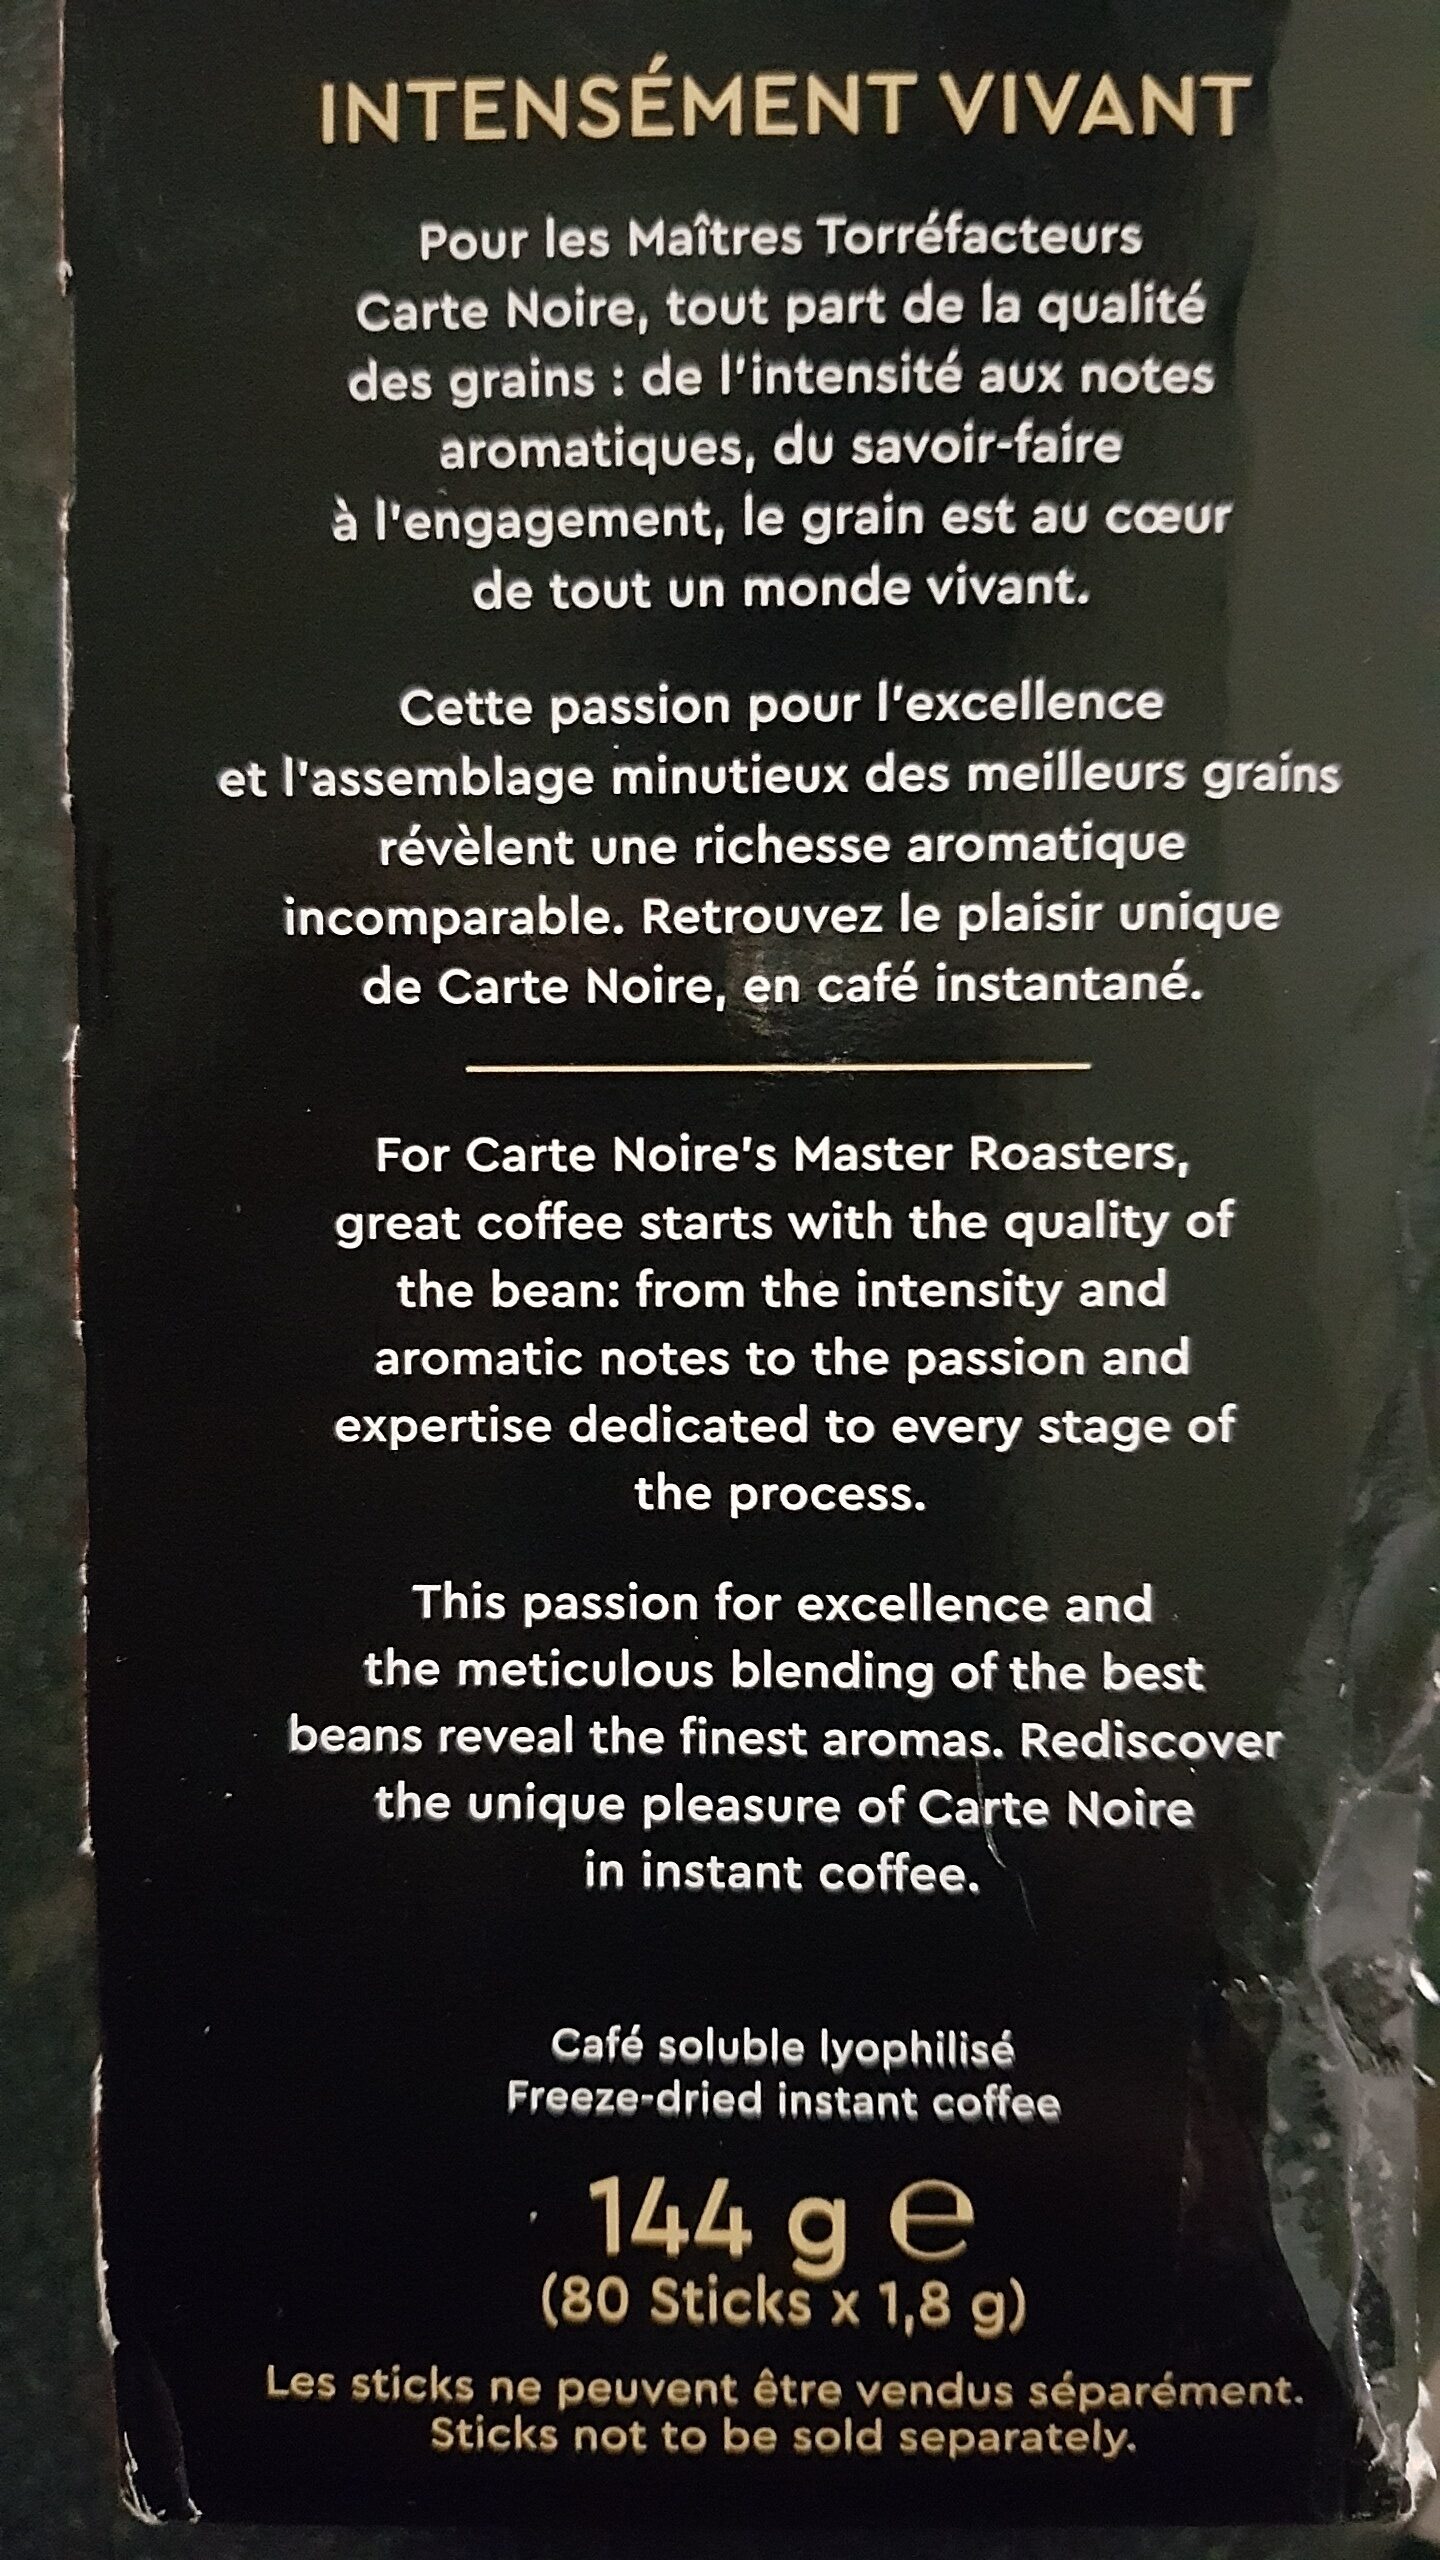 INTENSÉMENT VIVANT
Pour les Maîtres Torréfacteurs
Carte Noire, tout part de la qualité
des grains : de l'intensité aux notes
aromatiques, du savoir-faire
à l'engagement, le grain est au cœur
de tout un monde vivant.
Cette passion pour l'excellence
et l'assemblage minutieux des meilleurs grains
révèlent une richesse aromatique
incomparable. Retrouvez le plaisir unique
de Carte Noire, en café instantané.
For Carte Noire's Master Roasters,
great coffee starts with the quality of
the bean: from the intensity and
aromatic notes to the passion and
expertise dedicated to every stage of
the process.
This passion for excellence and
the meticulous blending of the best
beans reveal the finest aromas. Rediscover
the unique pleasure of Carte Noire
in instant coffee.
Café soluble lyophilisé
Freeze-dried instant coffee
144 g e
(80 Sticks x 1,8 g)
Les sticks ne peuvent être vendus séparément.
Sticks not to be sold separately.